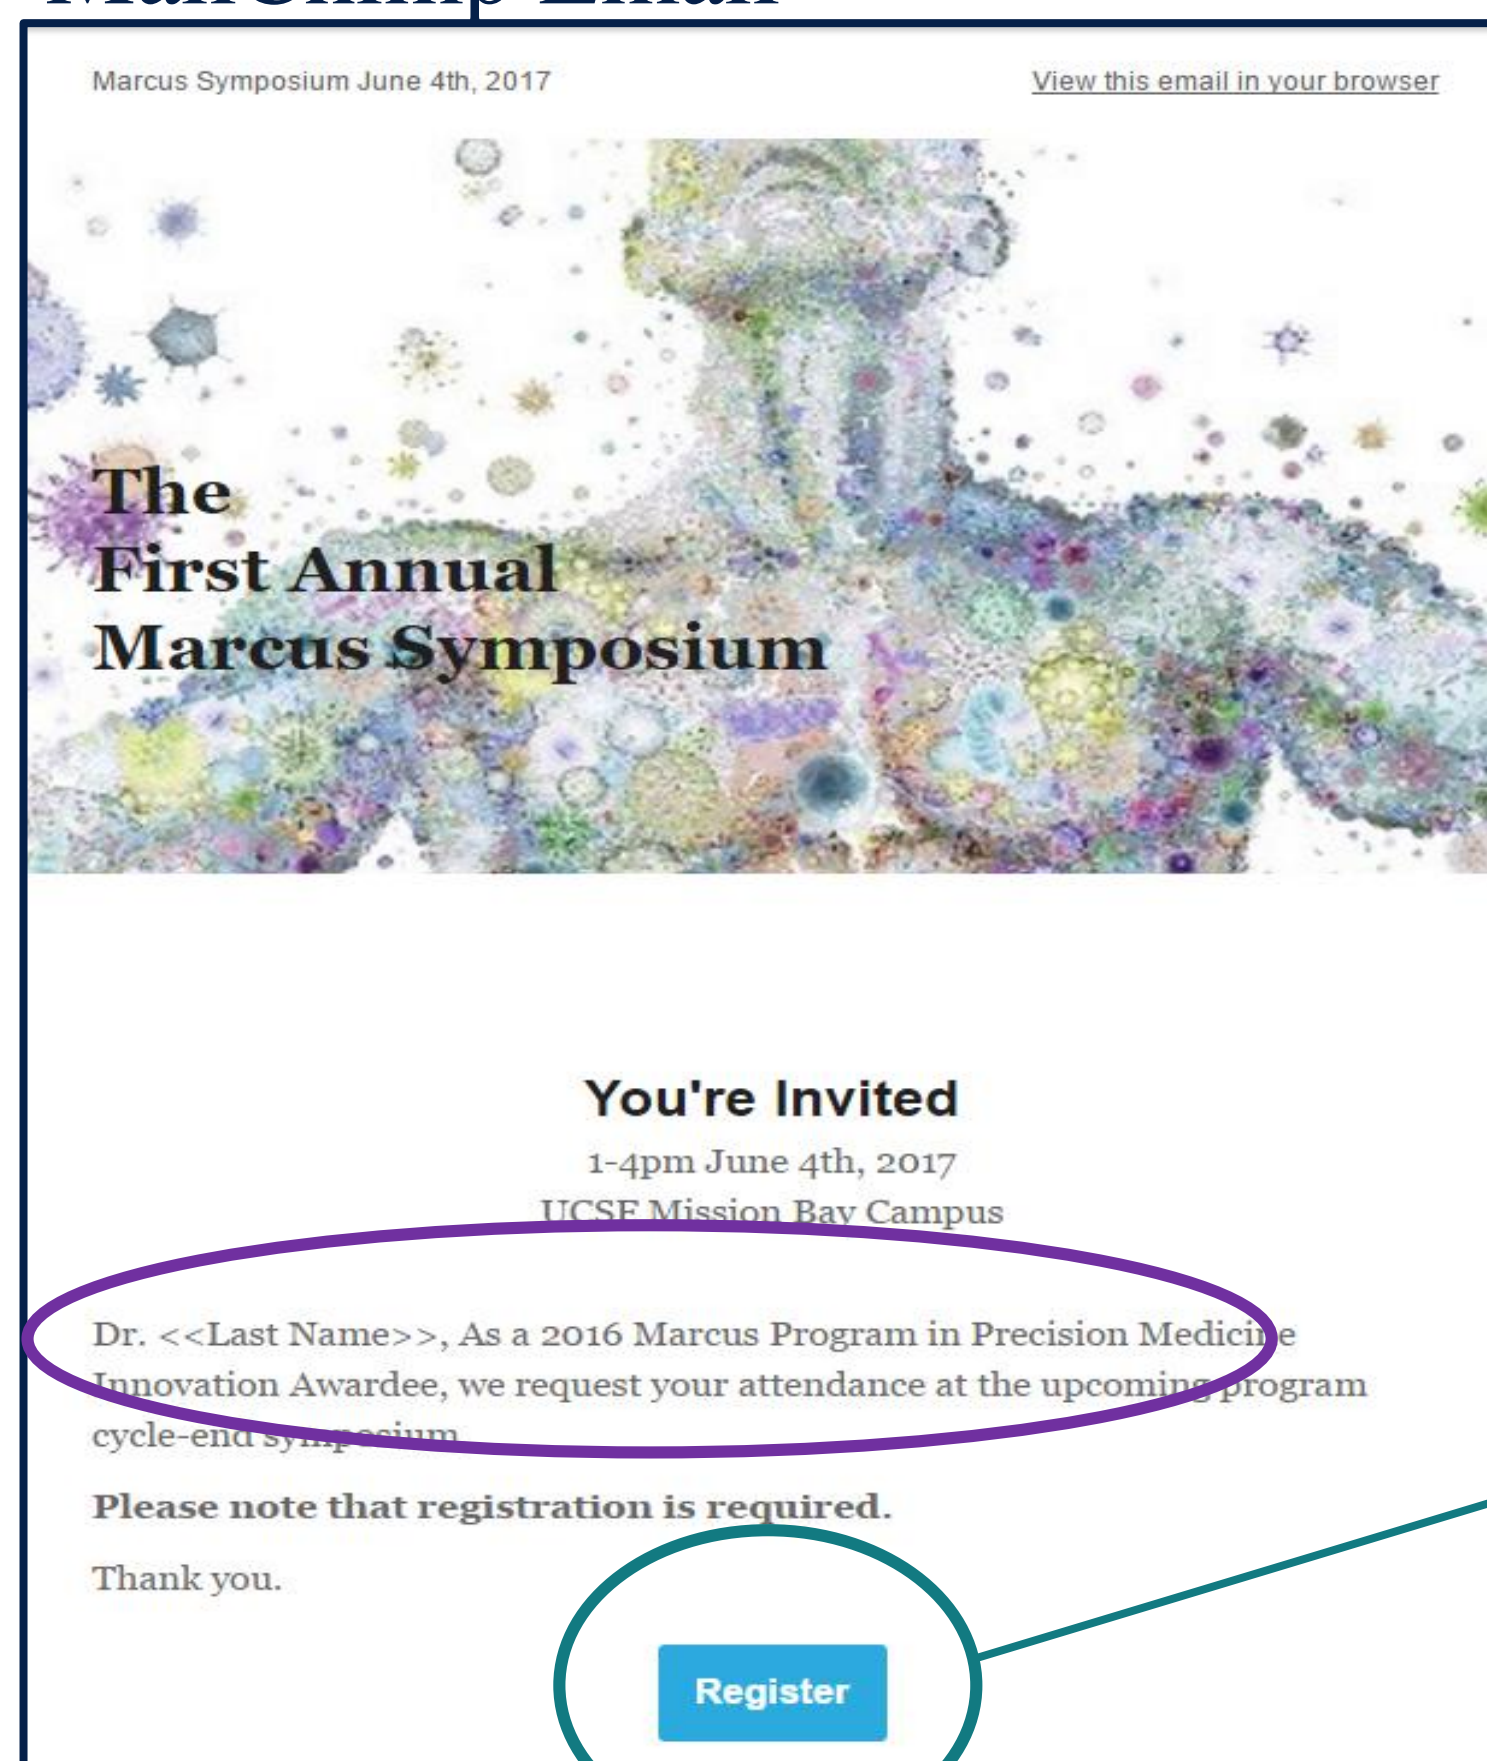 MailChimp Email
Marcus Symposium June 4th, 2017
View this email in your browser
The
First Annual
Marcus Symposium
You're Invited
1-4pm June 4th, 2017
UCSF Mission Bay Campus
Dr. <<Last Name>>, As a 2016 Marcus Program in Precision Medicine
Innovation Awardee, we request your attendance at the upcoming program
cycle-end symposium
Please note that registration is required.
Thank you.
Register